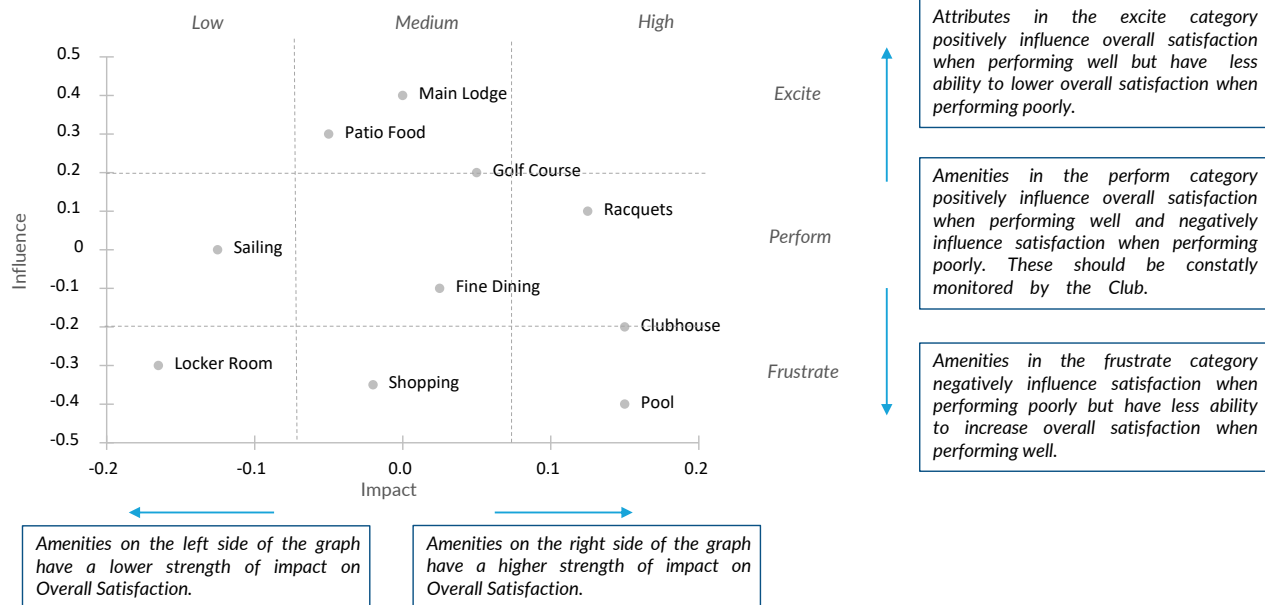 Low
Medium
High
0.5
0.4
0.3
0.2
0.1
0
-0.1
-0.2
-0.3
-0.4
-0.5
Influence
Main Lodge
Patio Food
Golf Course
Racquets
Sailing
Fine Dining
Clubhouse
Locker Room
Shopping
Pool
Excite
Perform
Frustrate
-0.2
-0.1
0.0
0.1
0.2
Impact
Attributes in the excite category
positively influence overall satisfaction
when performing well but have less
ability to lower overall satisfaction when
performing poorly.
Amenities in the perform category
positively influence overall satisfaction
when performing well and negatively
influence satisfaction when performing
poorly. These should be constatly
monitored by the Club.
Amenities in the frustrate category
negatively influence satisfaction when
performing poorly but have less ability
to increase overall satisfaction when
performing well.
Amenities on the left side of the graph
have a lower strength of impact on
Overall Satisfaction.
Amenities on the right side of the graph
have a higher strength of impact on
Overall Satisfaction.